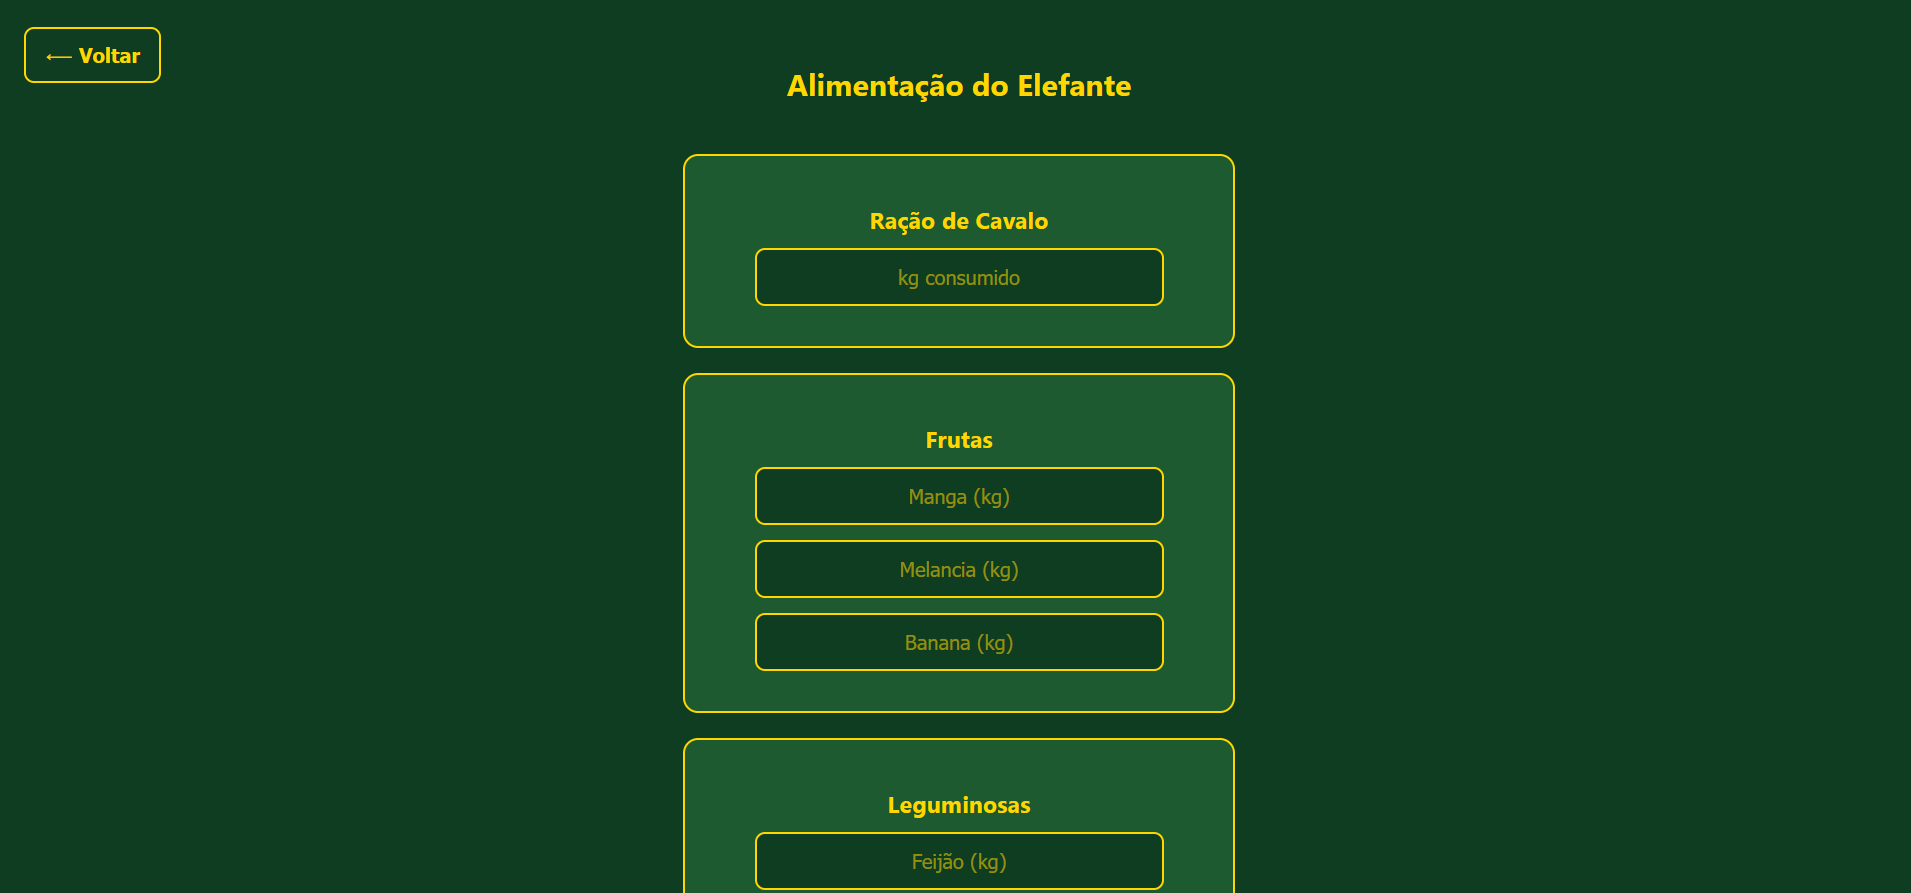 ⟵ Voltar
Alimentação do Elefante
Ração de Cavalo
kg consumido
Frutas
Manga (kg)
Melancia (kg)
Banana (kg)
Leguminosas
Feijão (kg)